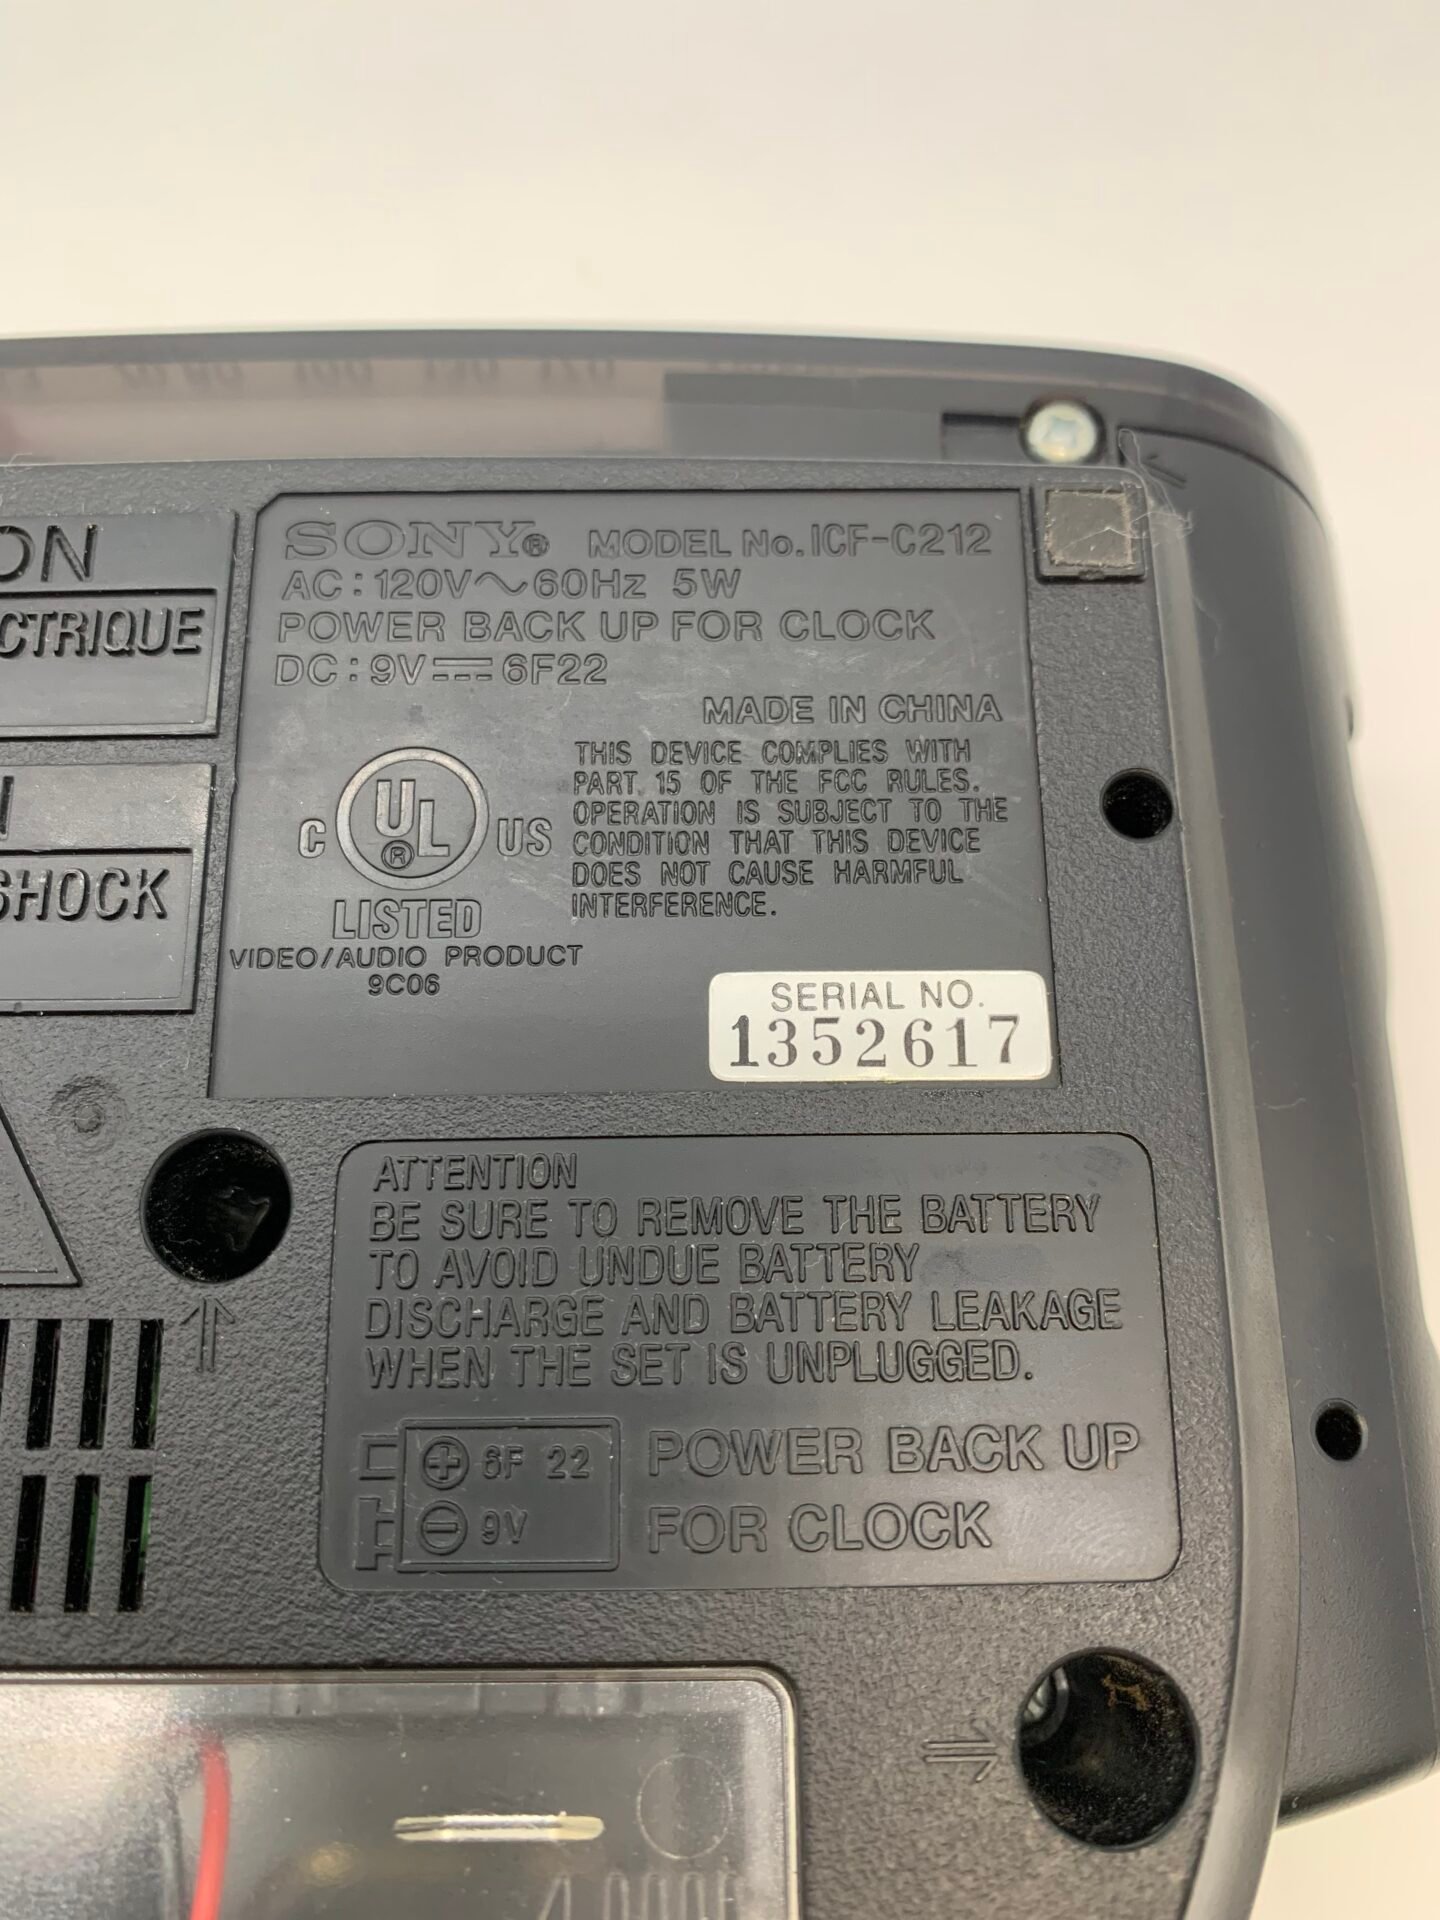 ON
CTRIQUE
SHOCK
SONY® MODEL No. ICF-C212
AC : 120V～60Hz 5W
POWER BACK UP FOR CLOCK
DC : 9V⎓6F22
MADE IN CHINA
THIS DEVICE COMPLIES WITH
PART 15 OF THE FCC RULES.
OPERATION IS SUBJECT TO THE
CONDITION THAT THIS DEVICE
DOES NOT CAUSE HARMFUL
INTERFERENCE.
C UL® US
LISTED
VIDEO/AUDIO PRODUCT
9C06
SERIAL NO.
1352617
ATTENTION
BE SURE TO REMOVE THE BATTERY
TO AVOID UNDUE BATTERY
DISCHARGE AND BATTERY LEAKAGE
WHEN THE SET IS UNPLUGGED.
+ 6F 22
− 9V
POWER BACK UP
FOR CLOCK